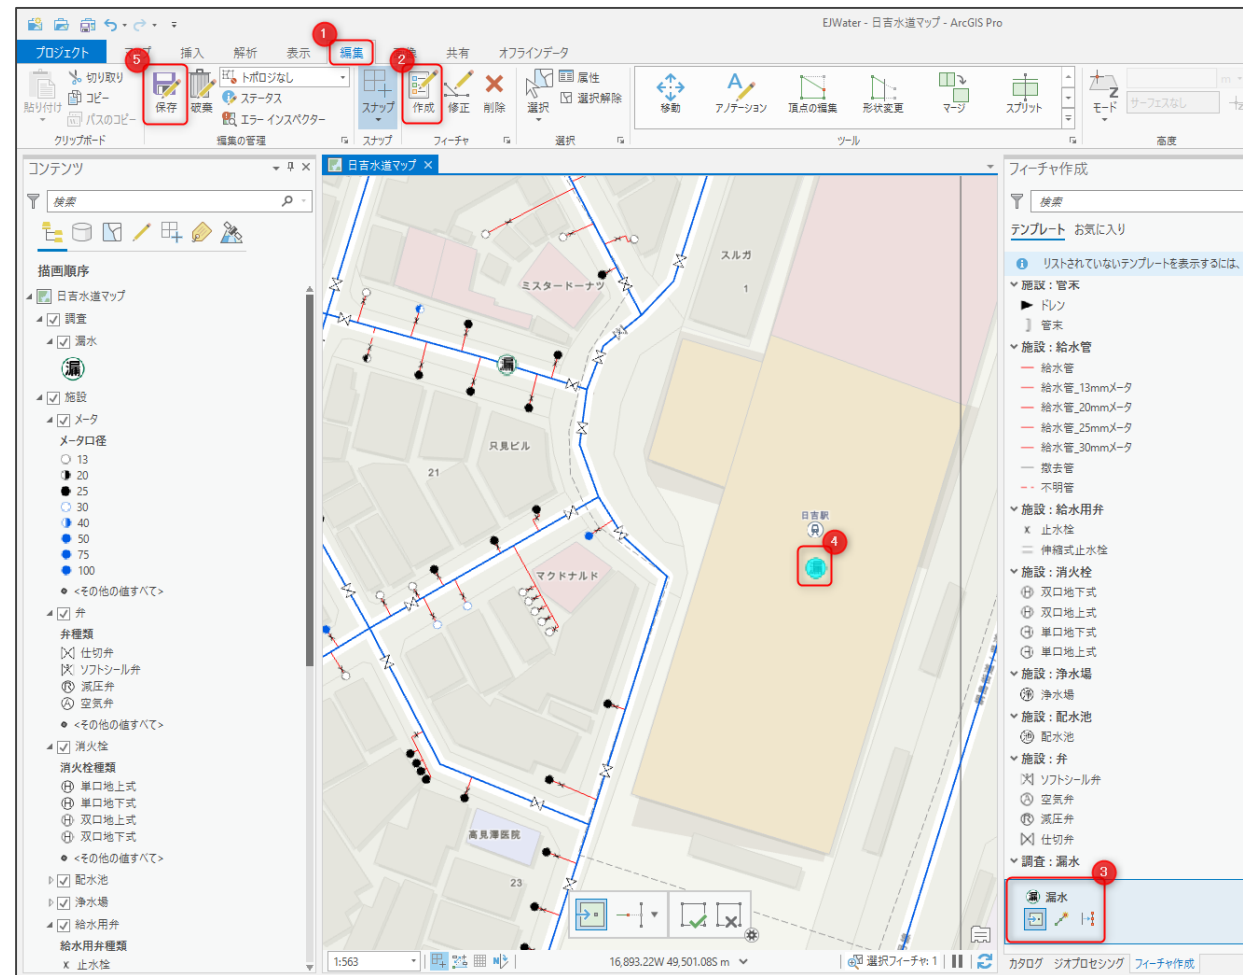 EJWater - 日吉水道マップ - ArcGIS Pro
プロジェクト
挿入
解析
表示
1
編集
共有
オフラインデータ
5
2
切り取り
コピー
パスのコピー
貼り付け
クリップボード
保存
破棄
トポロジなし
ステータス
エラー インスペクター
編集の管理
スナップ
スナップ
作成
修正
削除
フィーチャ
選択
属性
選択解除
選択
移動
アノテーション
頂点の編集
形状変更
マージ
スプリット
ツール
モード
サーフェスなし
m
高度
コンテンツ
検索
描画順序
日吉水道マップ
調査
漏水
漏
施設
メータ
メータ口径
13
20
25
30
40
50
75
100
<その他の値すべて>
弁
弁種類
仕切弁
ソフトシール弁
減圧弁
空気弁
<その他の値すべて>
消火栓
消火栓種類
単口地上式
単口地下式
双口地上式
双口地下式
<その他の値すべて>
配水池
浄水場
給水用弁
給水用弁種類
止水栓
日吉水道マップ
スルガ
1
ミスタードーナツ
漏
只見ビル
21
日吉駅
4
漏
マクドナルド
高見澤医院
23
1:563
16,893.22W 49,501.08S m
選択フィーチャ: 1
フィーチャ作成
検索
テンプレート お気に入り
リストされていないテンプレートを表示するには、
施設 : 管末
ドレン
管末
施設 : 給水管
給水管
給水管_13mmメータ
給水管_20mmメータ
給水管_25mmメータ
給水管_30mmメータ
撤去管
不明管
施設 : 給水用弁
止水栓
伸縮式止水栓
施設 : 消火栓
双口地下式
双口地上式
単口地下式
単口地上式
施設 : 浄水場
浄水場
施設 : 配水池
配水池
施設 : 弁
ソフトシール弁
空気弁
減圧弁
仕切弁
調査 : 漏水
3
漏水
カタログ ジオプロセシング フィーチャ作成